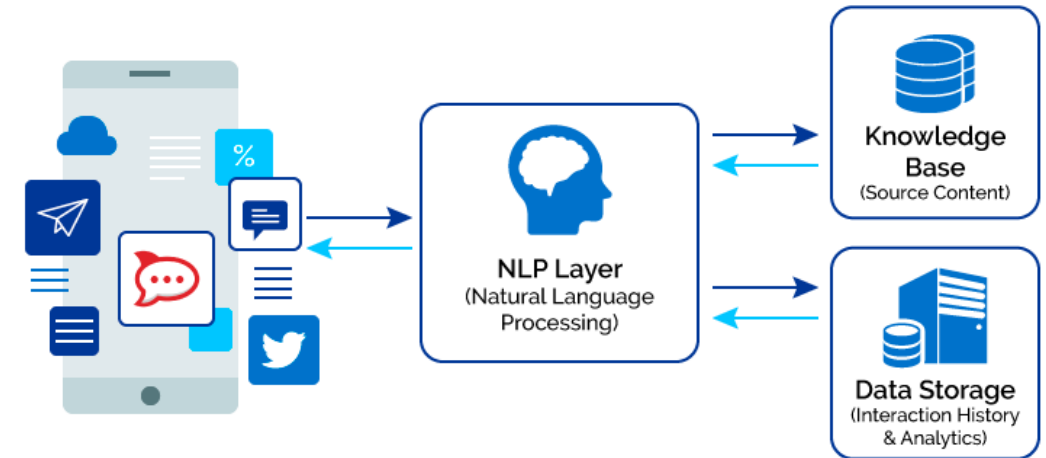 %
NLP Layer
(Natural Language
Processing)
Knowledge
Base
(Source Content)
Data Storage
(Interaction History
& Analytics)